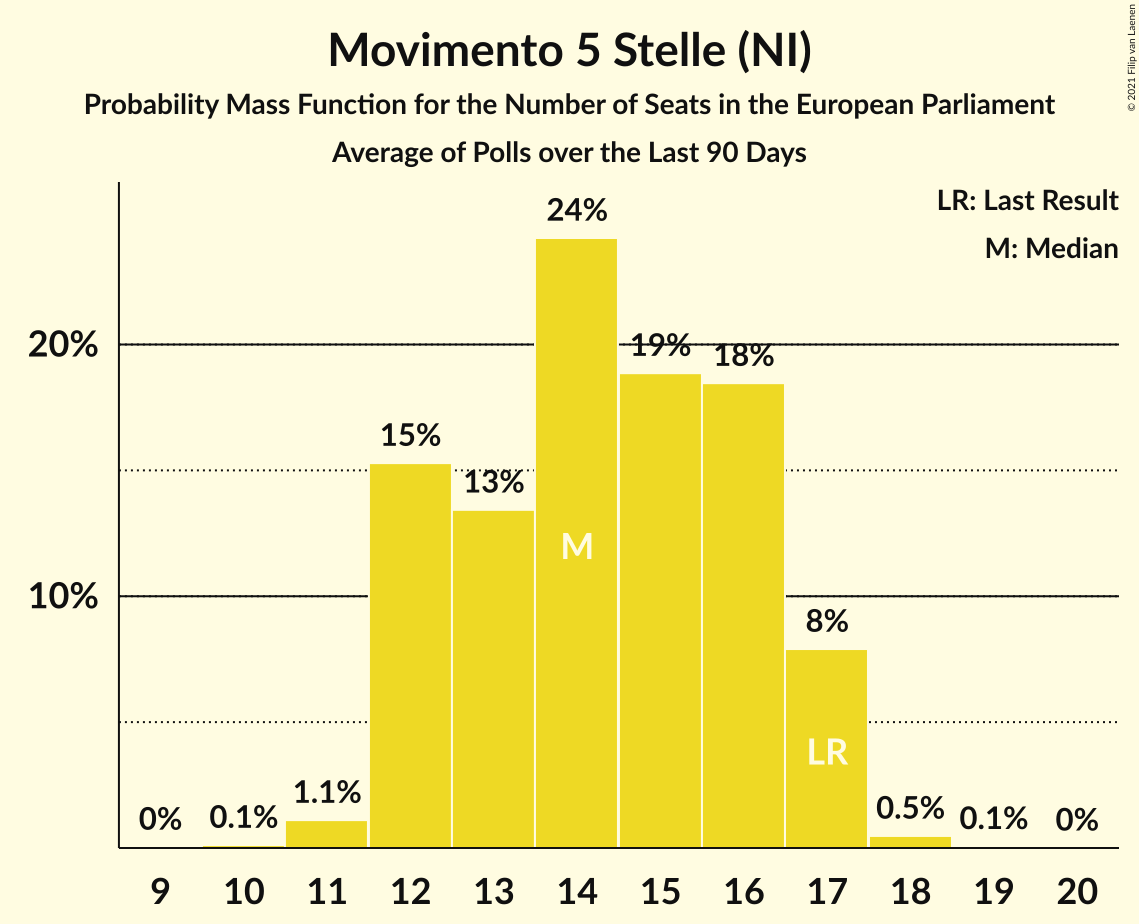 Movimento 5 Stelle (NI)
Probability Mass Function for the Number of Seats in the European Parliament
Average of Polls over the Last 90 Days
© 2021 Filip van Laenen
LR: Last Result
M: Median
20%
10%
0%
0.1%
1.1%
15%
13%
24%
19%
18%
8%
0.5%
0.1%
0%
M
LR
9 10 11 12 13 14 15 16 17 18 19 20